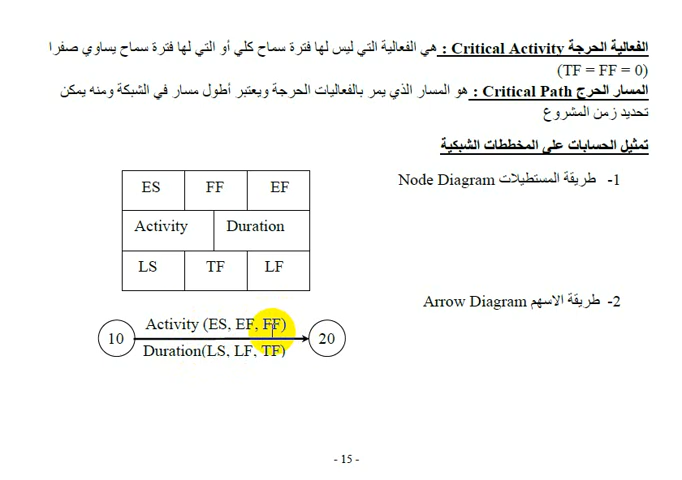 الفعالية الحرجة Critical Activity : هي الفعالية التي ليس لها فترة سماح كلي أو التي لها فترة سماح يساوي صفرا
(TF = FF = 0)
المسار الحرج Critical Path : هو المسار الذي يمر بالفعاليات الحرجة ويعتبر أطول مسار في الشبكة ومنه يمكن
تحديد زمن المشروع
تمثيل الحسابات على المخططات الشبكية
1- طريقة المستطيلات Node Diagram
ES FF EF
Activity Duration
LS TF LF
2- طريقة الاسهم Arrow Diagram
Activity (ES, EF, FF)
10 20
Duration(LS, LF, TF)
- 15 -